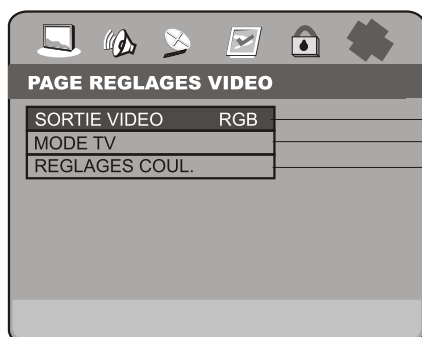 PAGE REGLAGES VIDEO
SORTIE VIDEO RGB
MODE TV
REGLAGES COUL.